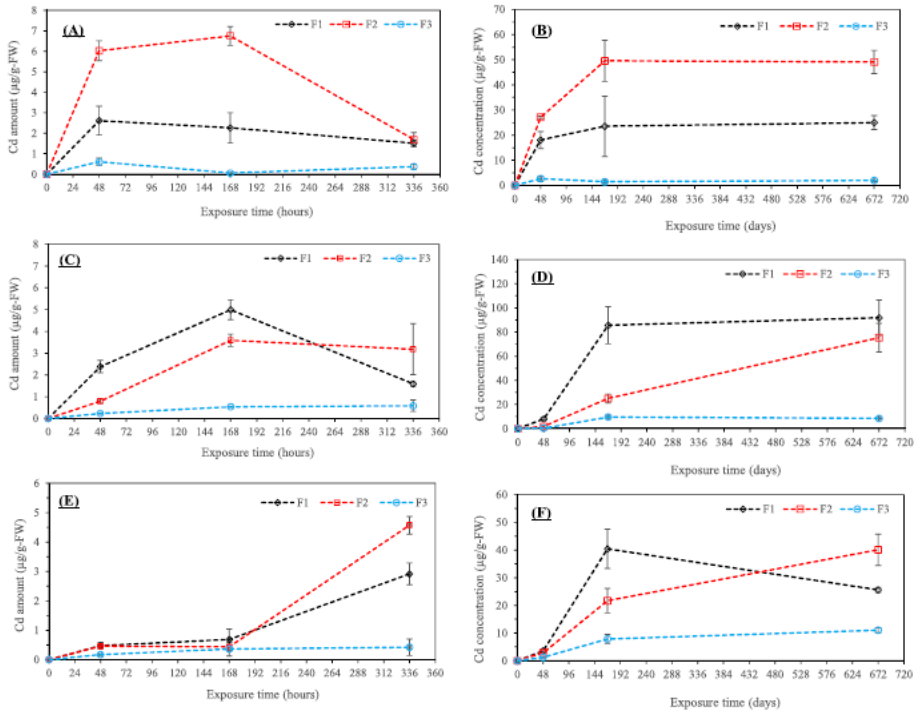 (A)
F1 F2 F3
Cd amount (µg/g-FW)
8
7
6
5
4
3
2
1
0
0 24 48 72 96 120 144 168 192 216 240 264 288 312 336 360
Exposure time (hours)
(B)
F1 F2 F3
Cd concentration (µg/g-FW)
70
60
50
40
30
20
10
0
0 48 96 144 192 240 288 336 384 432 480 528 576 624 672 720
Exposure time (days)
(C)
F1 F2 F3
Cd amount (µg/g-FW)
8
7
6
5
4
3
2
1
0
0 24 48 72 96 120 144 168 192 216 240 264 288 312 336 360
Exposure time (hours)
(D)
F1 F2 F3
Cd concentration (µg/g-FW)
140
120
100
80
60
40
20
0
0 48 96 144 192 240 288 336 384 432 480 528 576 624 672 720
Exposure time (days)
(E)
F1 F2 F3
Cd amount (µg/g-FW)
6
5
4
3
2
1
0
0 24 48 72 96 120 144 168 192 216 240 264 288 312 336 360
Exposure time (hours)
(F)
F1 F2 F3
Cd concentration (µg/g-FW)
60
50
40
30
20
10
0
0 48 96 144 192 240 288 336 384 432 480 528 576 624 672 720
Exposure time (days)